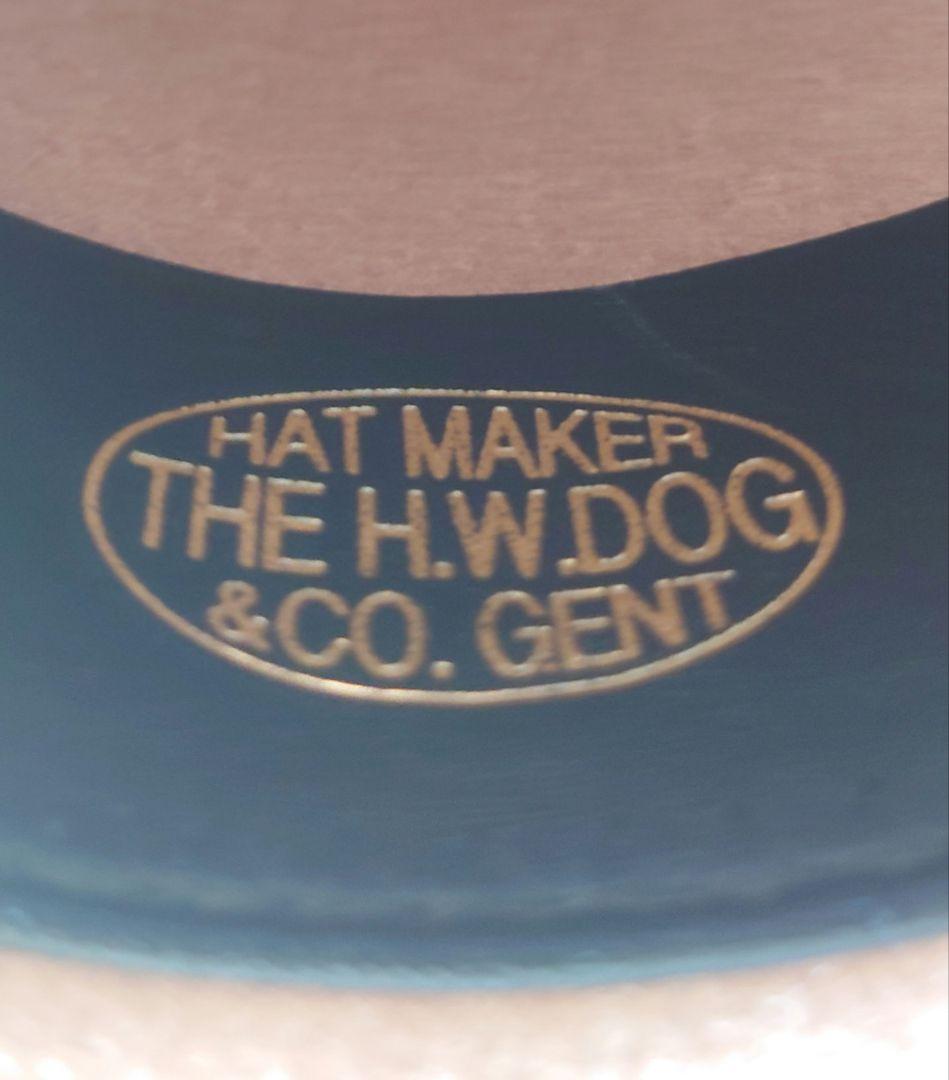 HAT MAKER
THE H.W.DOG
&CO. GENT